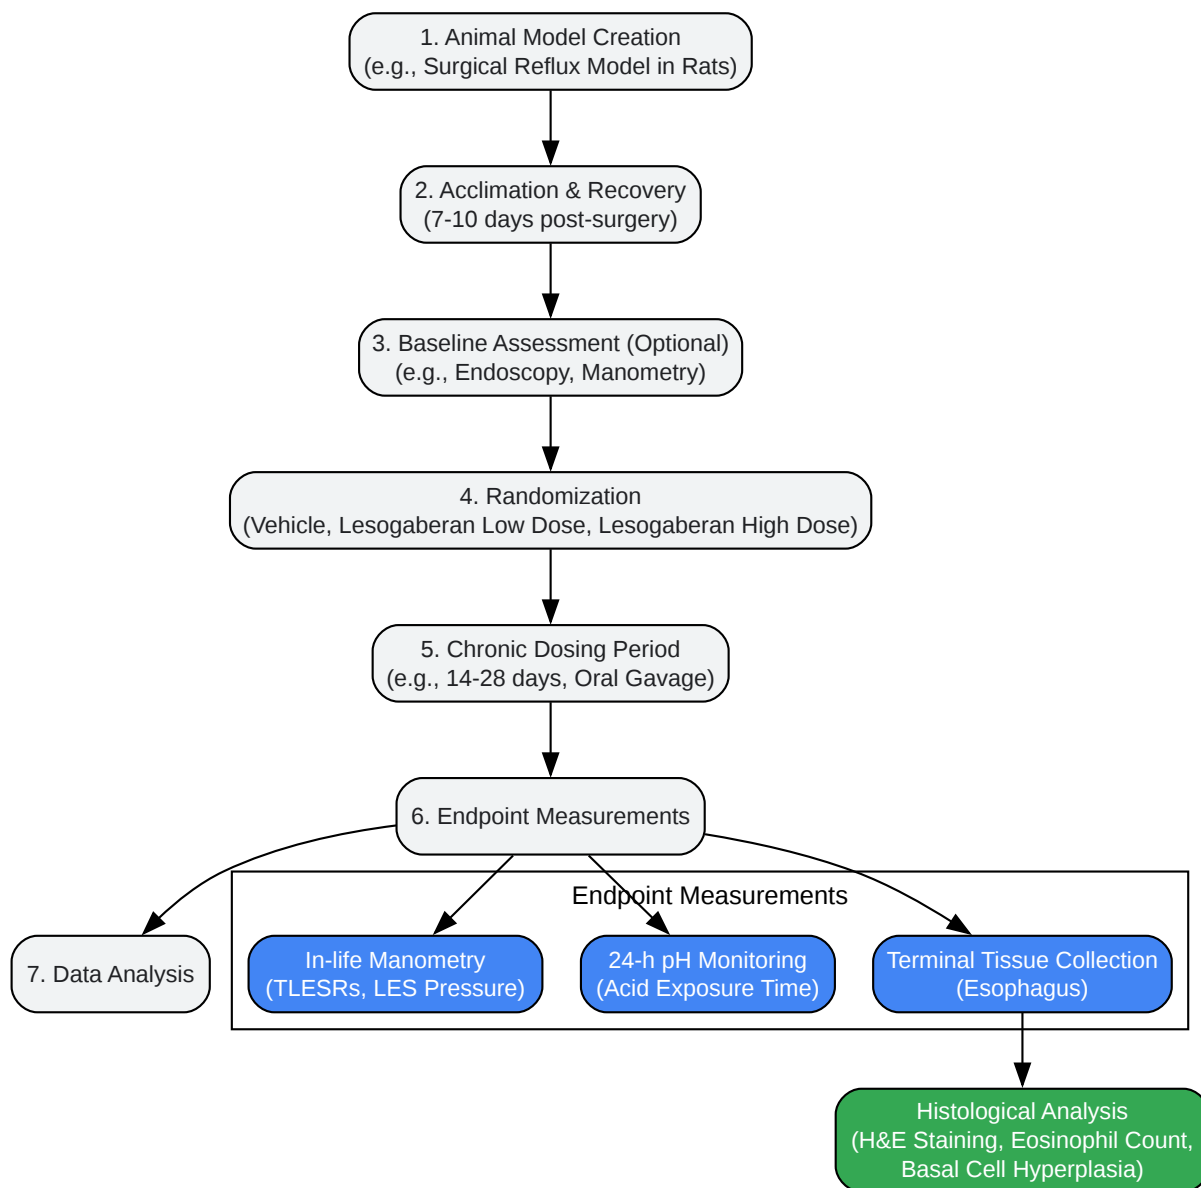 1. Animal Model Creation
(e.g., Surgical Reflux Model in Rats)
2. Acclimation & Recovery
(7-10 days post-surgery)
3. Baseline Assessment (Optional)
(e.g., Endoscopy, Manometry)
4. Randomization
(Vehicle, Lesogaberan Low Dose, Lesogaberan High Dose)
5. Chronic Dosing Period
(e.g., 14-28 days, Oral Gavage)
6. Endpoint Measurements
Endpoint Measurements
7. Data Analysis
In-life Manometry
(TLESRs, LES Pressure)
24-h pH Monitoring
(Acid Exposure Time)
Terminal Tissue Collection
(Esophagus)
Histological Analysis
(H&E Staining, Eosinophil Count,
Basal Cell Hyperplasia)